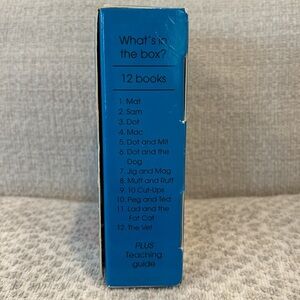 What's in
the box?
12 books
1. Mat
2. Sam
3. Dot
4. Mac
5. Dot and Mit
6. Dot and the
Dog
7. Jig and Mag
8. Muff and Ruff
9. 10 Cut-Ups
10. Peg and Ted
11. Lad and the
Fat Cat
12. The Vet
PLUS
Teaching
guide